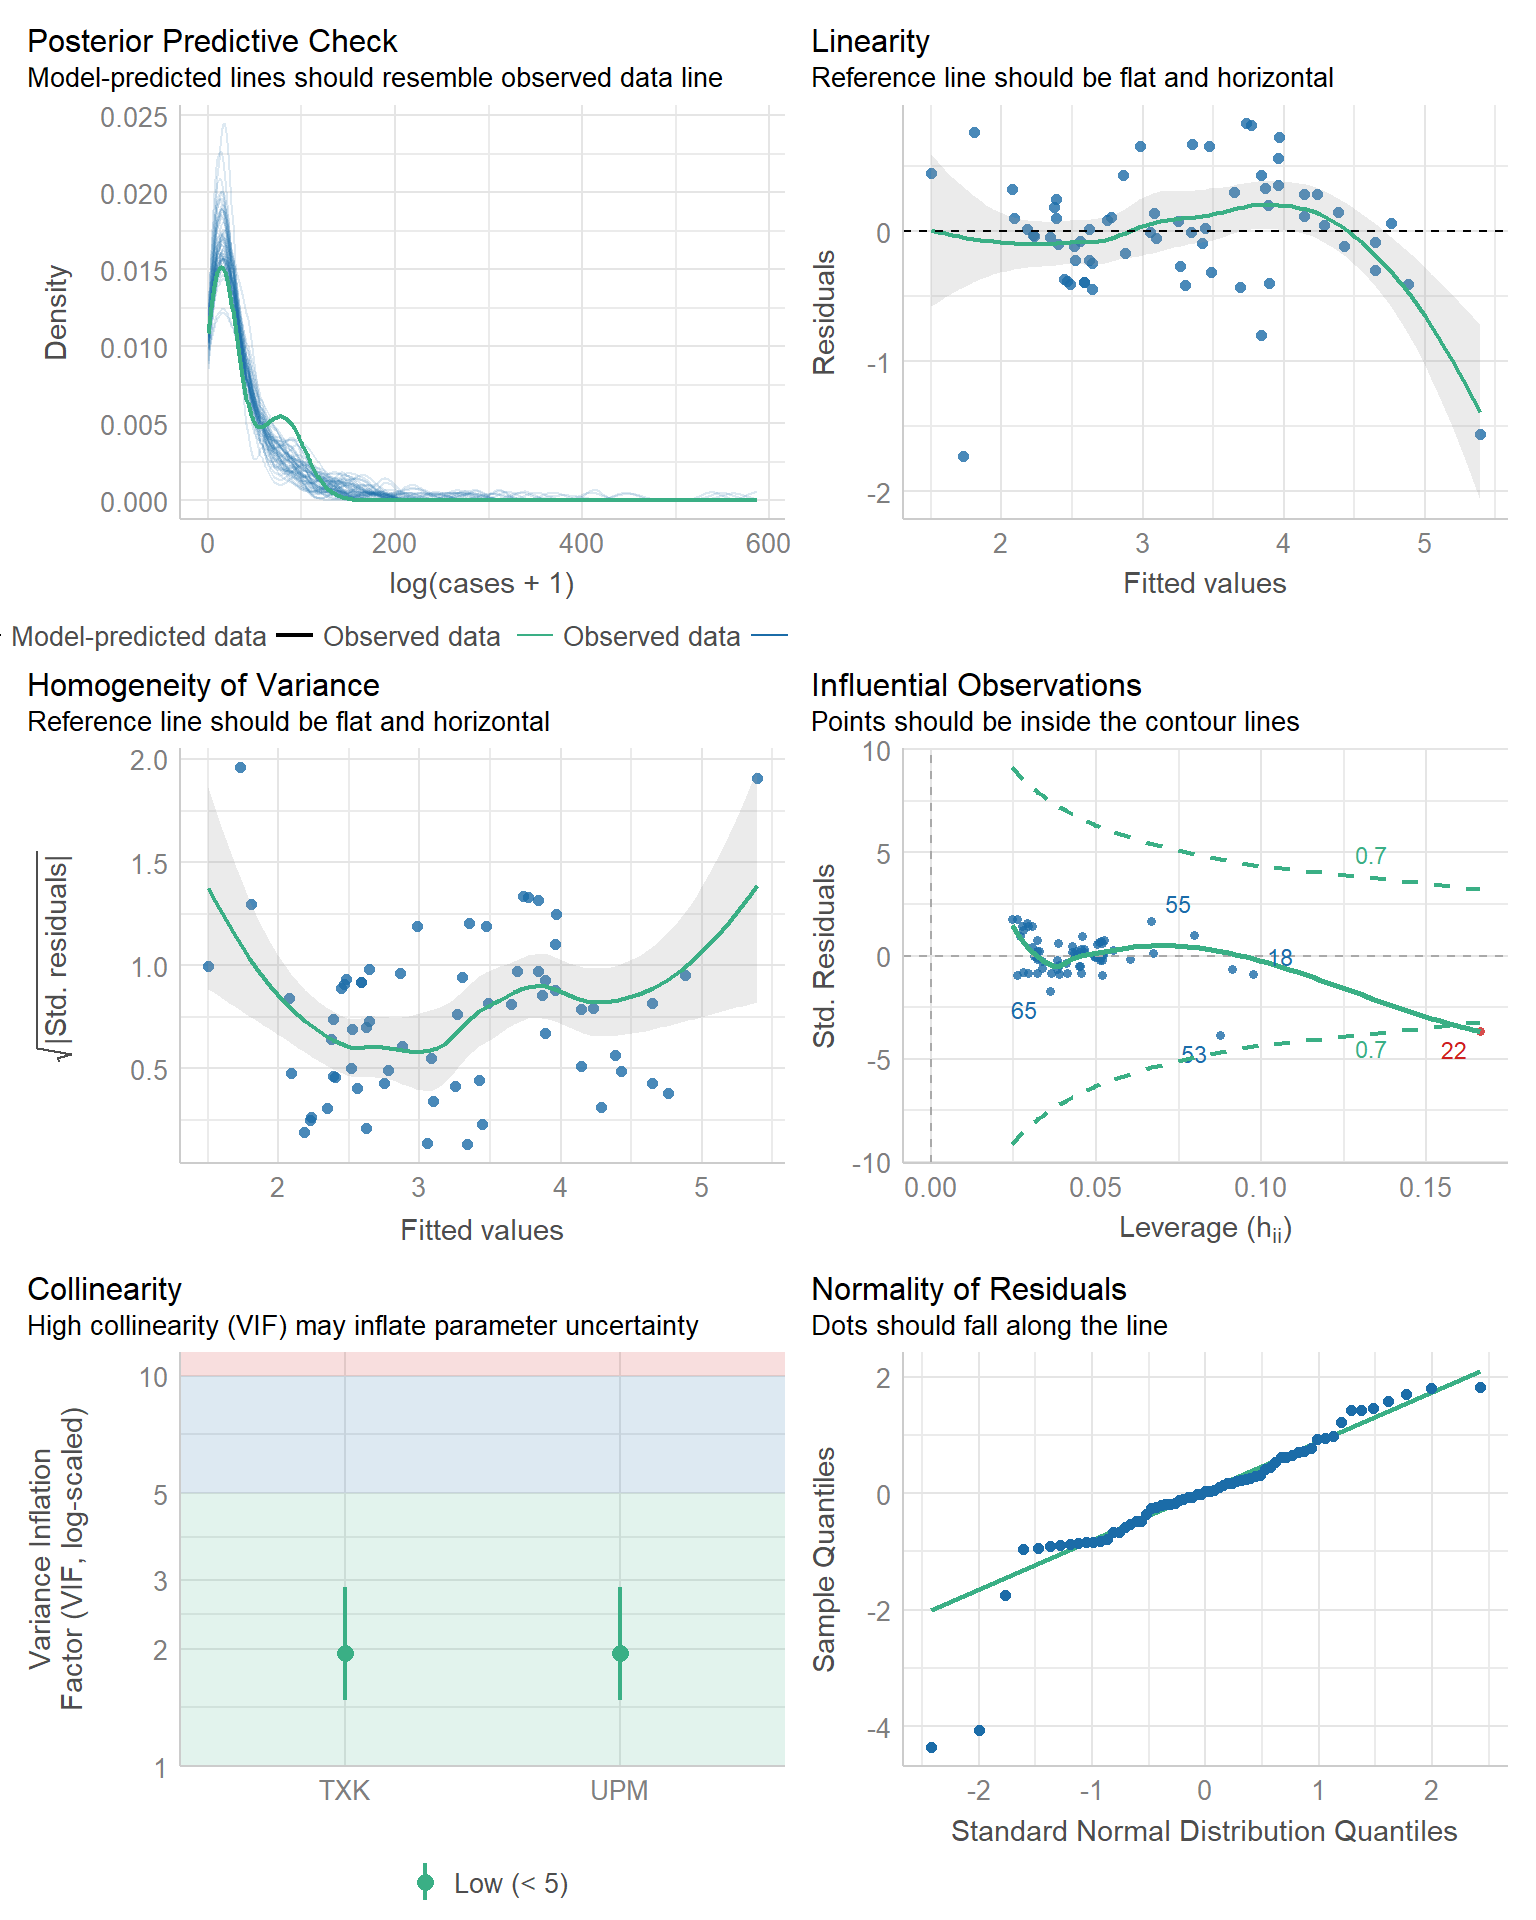 Posterior Predictive Check
Model-predicted lines should resemble observed data line
0.025
0.020
0.015
0.010
0.005
0.000
Density
0
200
400
600
log(cases + 1)
Model-predicted data
Observed data
Observed data
Linearity
Reference line should be flat and horizontal
0
-1
-2
Residuals
2
3
4
5
Fitted values
Homogeneity of Variance
Reference line should be flat and horizontal
2.0
1.5
1.0
0.5
√|Std. residuals|
2
3
4
5
Fitted values
Influential Observations
Points should be inside the contour lines
10
5
0
-5
-10
Std. Residuals
0.7
55
18
65
53
0.7
22
0.00
0.05
0.10
0.15
Leverage (hii)
Collinearity
High collinearity (VIF) may inflate parameter uncertainty
10
5
3
2
1
Variance Inflation
Factor (VIF, log-scaled)
TXK
UPM
Low (< 5)
Normality of Residuals
Dots should fall along the line
2
0
-2
-4
Sample Quantiles
-2
-1
0
1
2
Standard Normal Distribution Quantiles